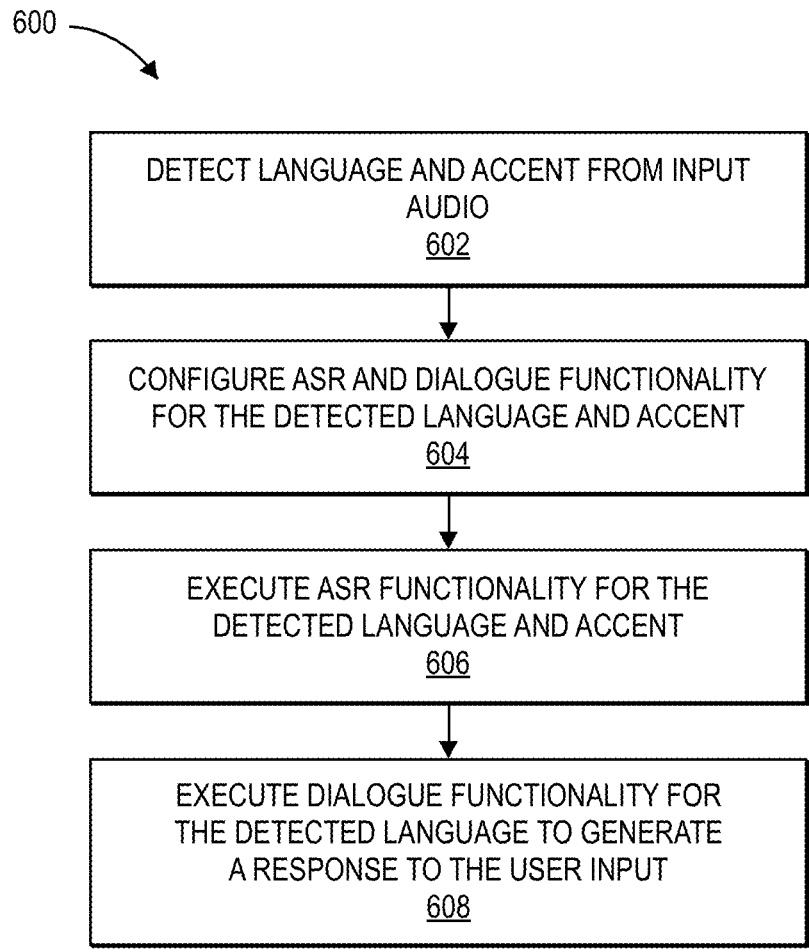 600
DETECT LANGUAGE AND ACCENT FROM INPUT
AUDIO
602
CONFIGURE ASR AND DIALOGUE FUNCTIONALITY
FOR THE DETECTED LANGUAGE AND ACCENT
604
EXECUTE ASR FUNCTIONALITY FOR THE
DETECTED LANGUAGE AND ACCENT
606
EXECUTE DIALOGUE FUNCTIONALITY FOR
THE DETECTED LANGUAGE TO GENERATE
A RESPONSE TO THE USER INPUT
608